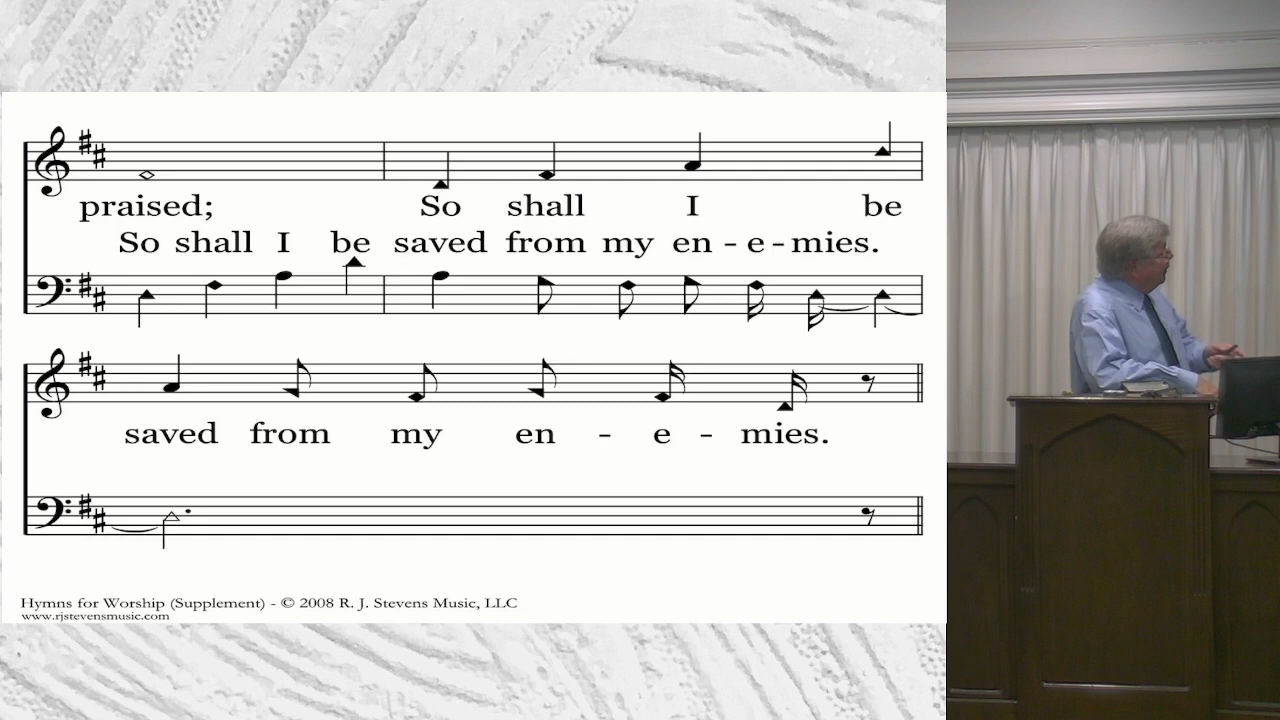 praised; So shall I be
So shall I be saved from my en - e - mies.
saved from my en - e - mies.
Hymns for Worship (Supplement) - © 2008 R. J. Stevens Music, LLC
www.rjstevensmusic.com